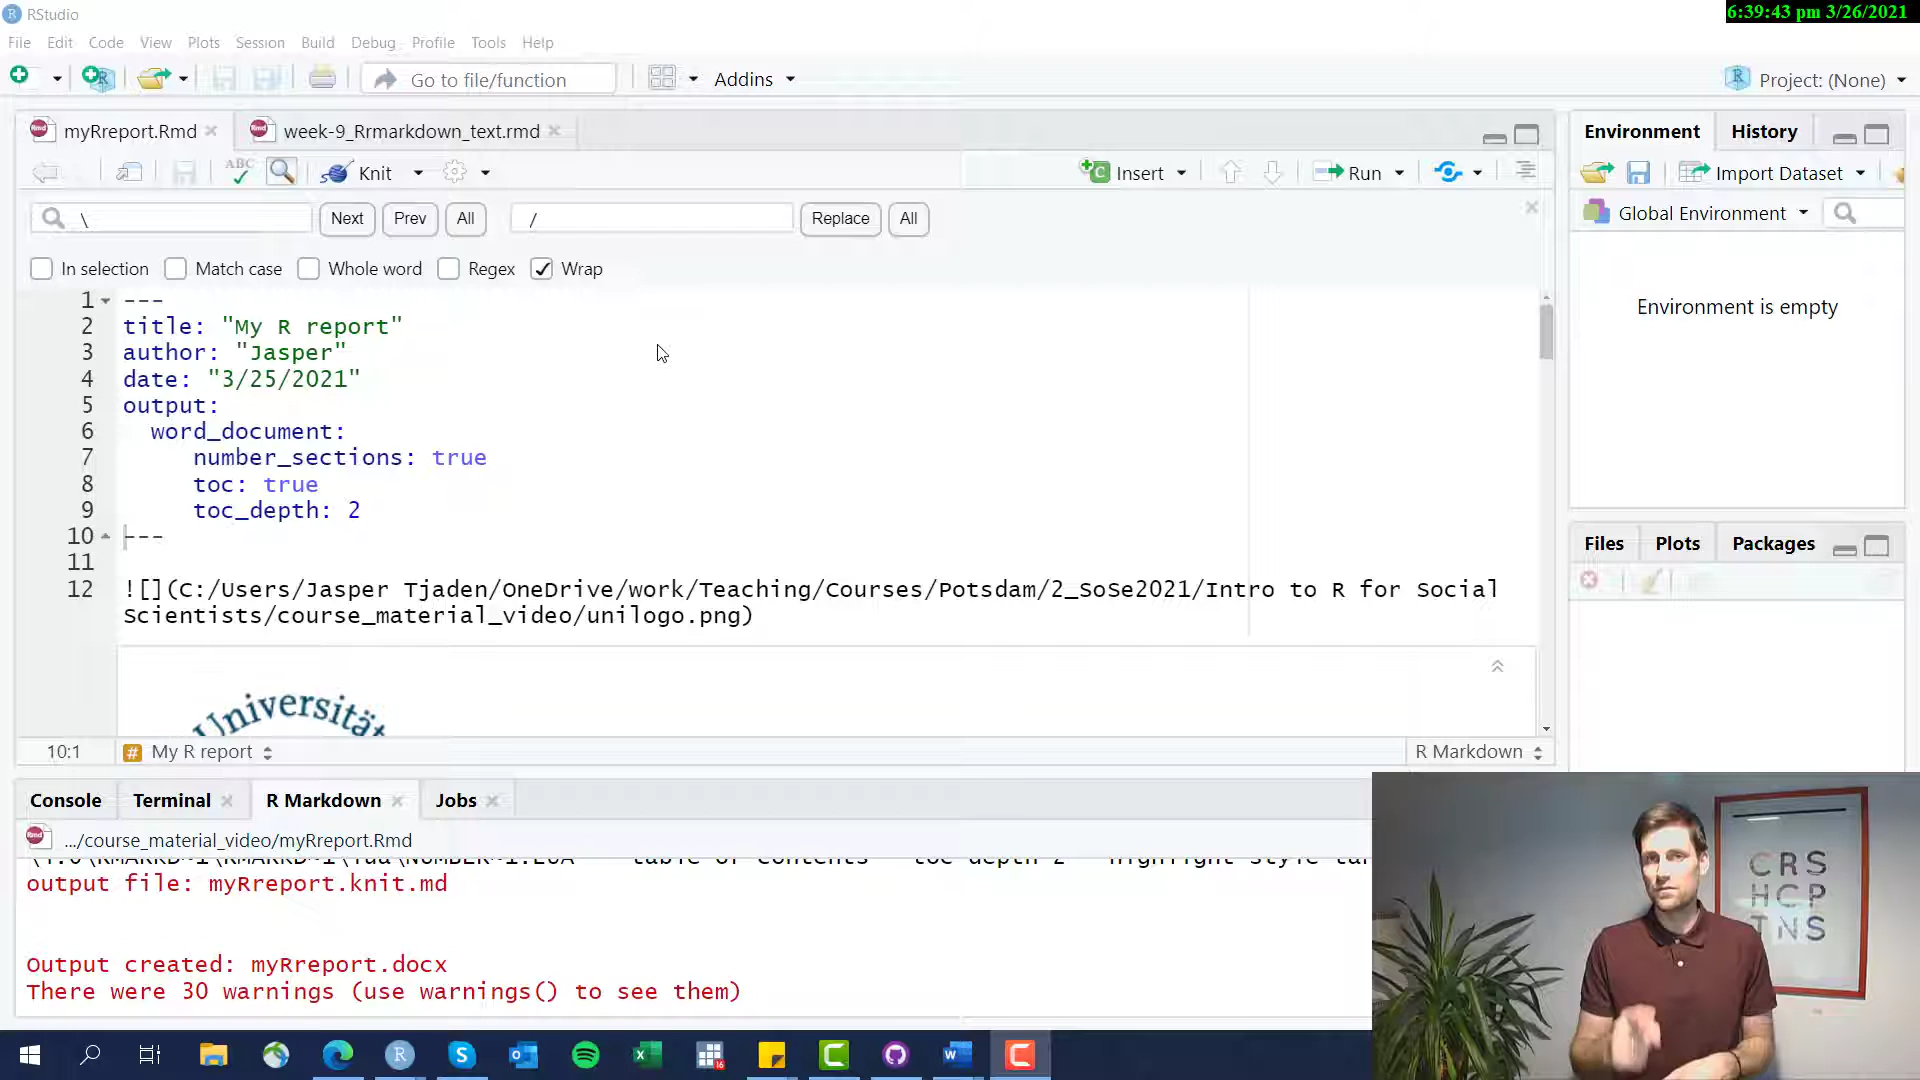 RStudio
6:39:43 pm 3/26/2021
File Edit Code View Plots Session Build Debug Profile Tools Help
Go to file/function
Addins
Project: (None)
myRreport.Rmd
week-9_Rrmarkdown_text.rmd
Environment
History
ABC
Knit
Insert
Run
Import Dataset
\
Next
Prev
All
/
Replace
All
Global Environment
In selection
Match case
Whole word
Regex
Wrap
Environment is empty
1 ---
2 title: "My R report"
3 author: "Jasper"
4 date: "3/25/2021"
5 output:
6 word_document:
7 number_sections: true
8 toc: true
9 toc_depth: 2
10 ---
11
12 ![](C:/Users/Jasper Tjaden/OneDrive/work/Teaching/Courses/Potsdam/2_SoSe2021/Intro to R for Social
Scientists/course_material_video/unilogo.png)
Universität
Files
Plots
Packages
10:1
# My R report
R Markdown
Console
Terminal
R Markdown
Jobs
.../course_material_video/myRreport.Rmd
output file: myRreport.knit.md
Output created: myRreport.docx
There were 30 warnings (use warnings() to see them)
CRS
HCP
TNS